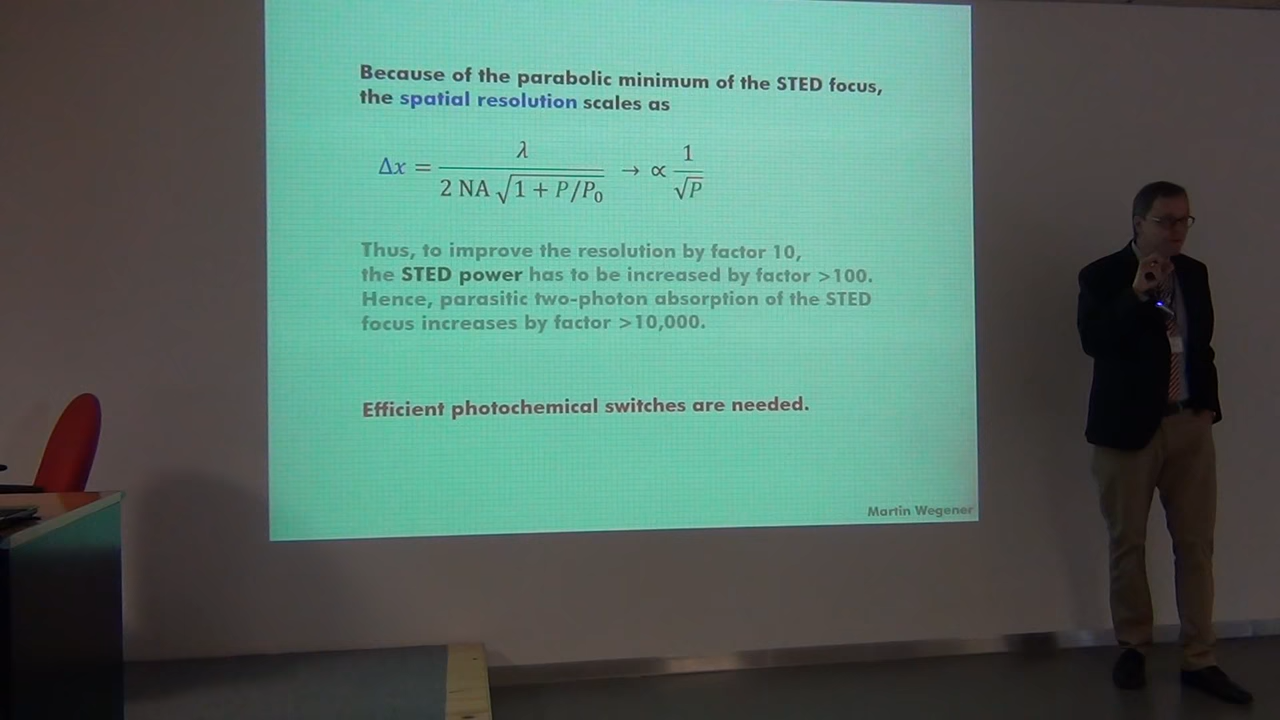 Because of the parabolic minimum of the STED focus,
the spatial resolution scales as
Δx = λ / (2 NA √(1 + P/P₀)) → ∝ 1/√P
Thus, to improve the resolution by factor 10,
the STED power has to be increased by factor >100.
Hence, parasitic two-photon absorption of the STED
focus increases by factor >10,000.
Efficient photochemical switches are needed.
Martin Wegener